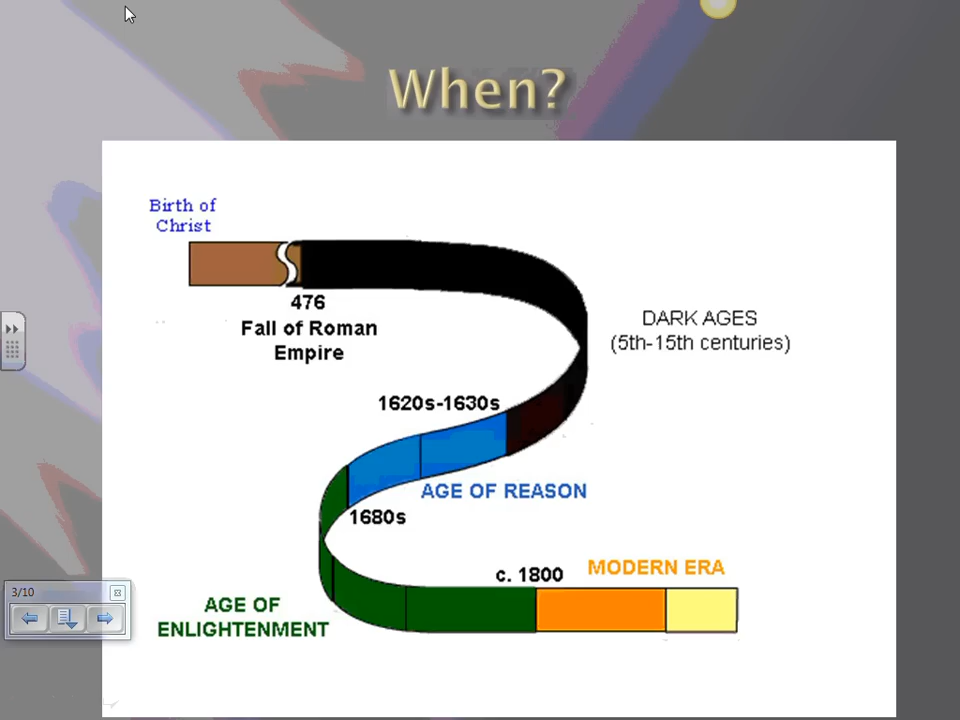 When?
Birth of
Christ
476
Fall of Roman
Empire
DARK AGES
(5th-15th centuries)
1620s-1630s
AGE OF REASON
1680s
c. 1800
MODERN ERA
AGE OF
ENLIGHTENMENT
3/10